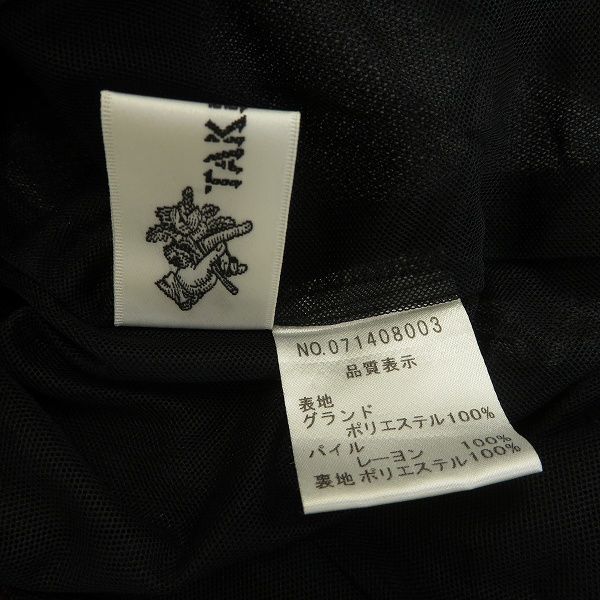 TAK
NO.071408003
品質表示
表地
グランド
ポリエステル100%
パイル
レーヨン 100%
裏地 ポリエステル100%